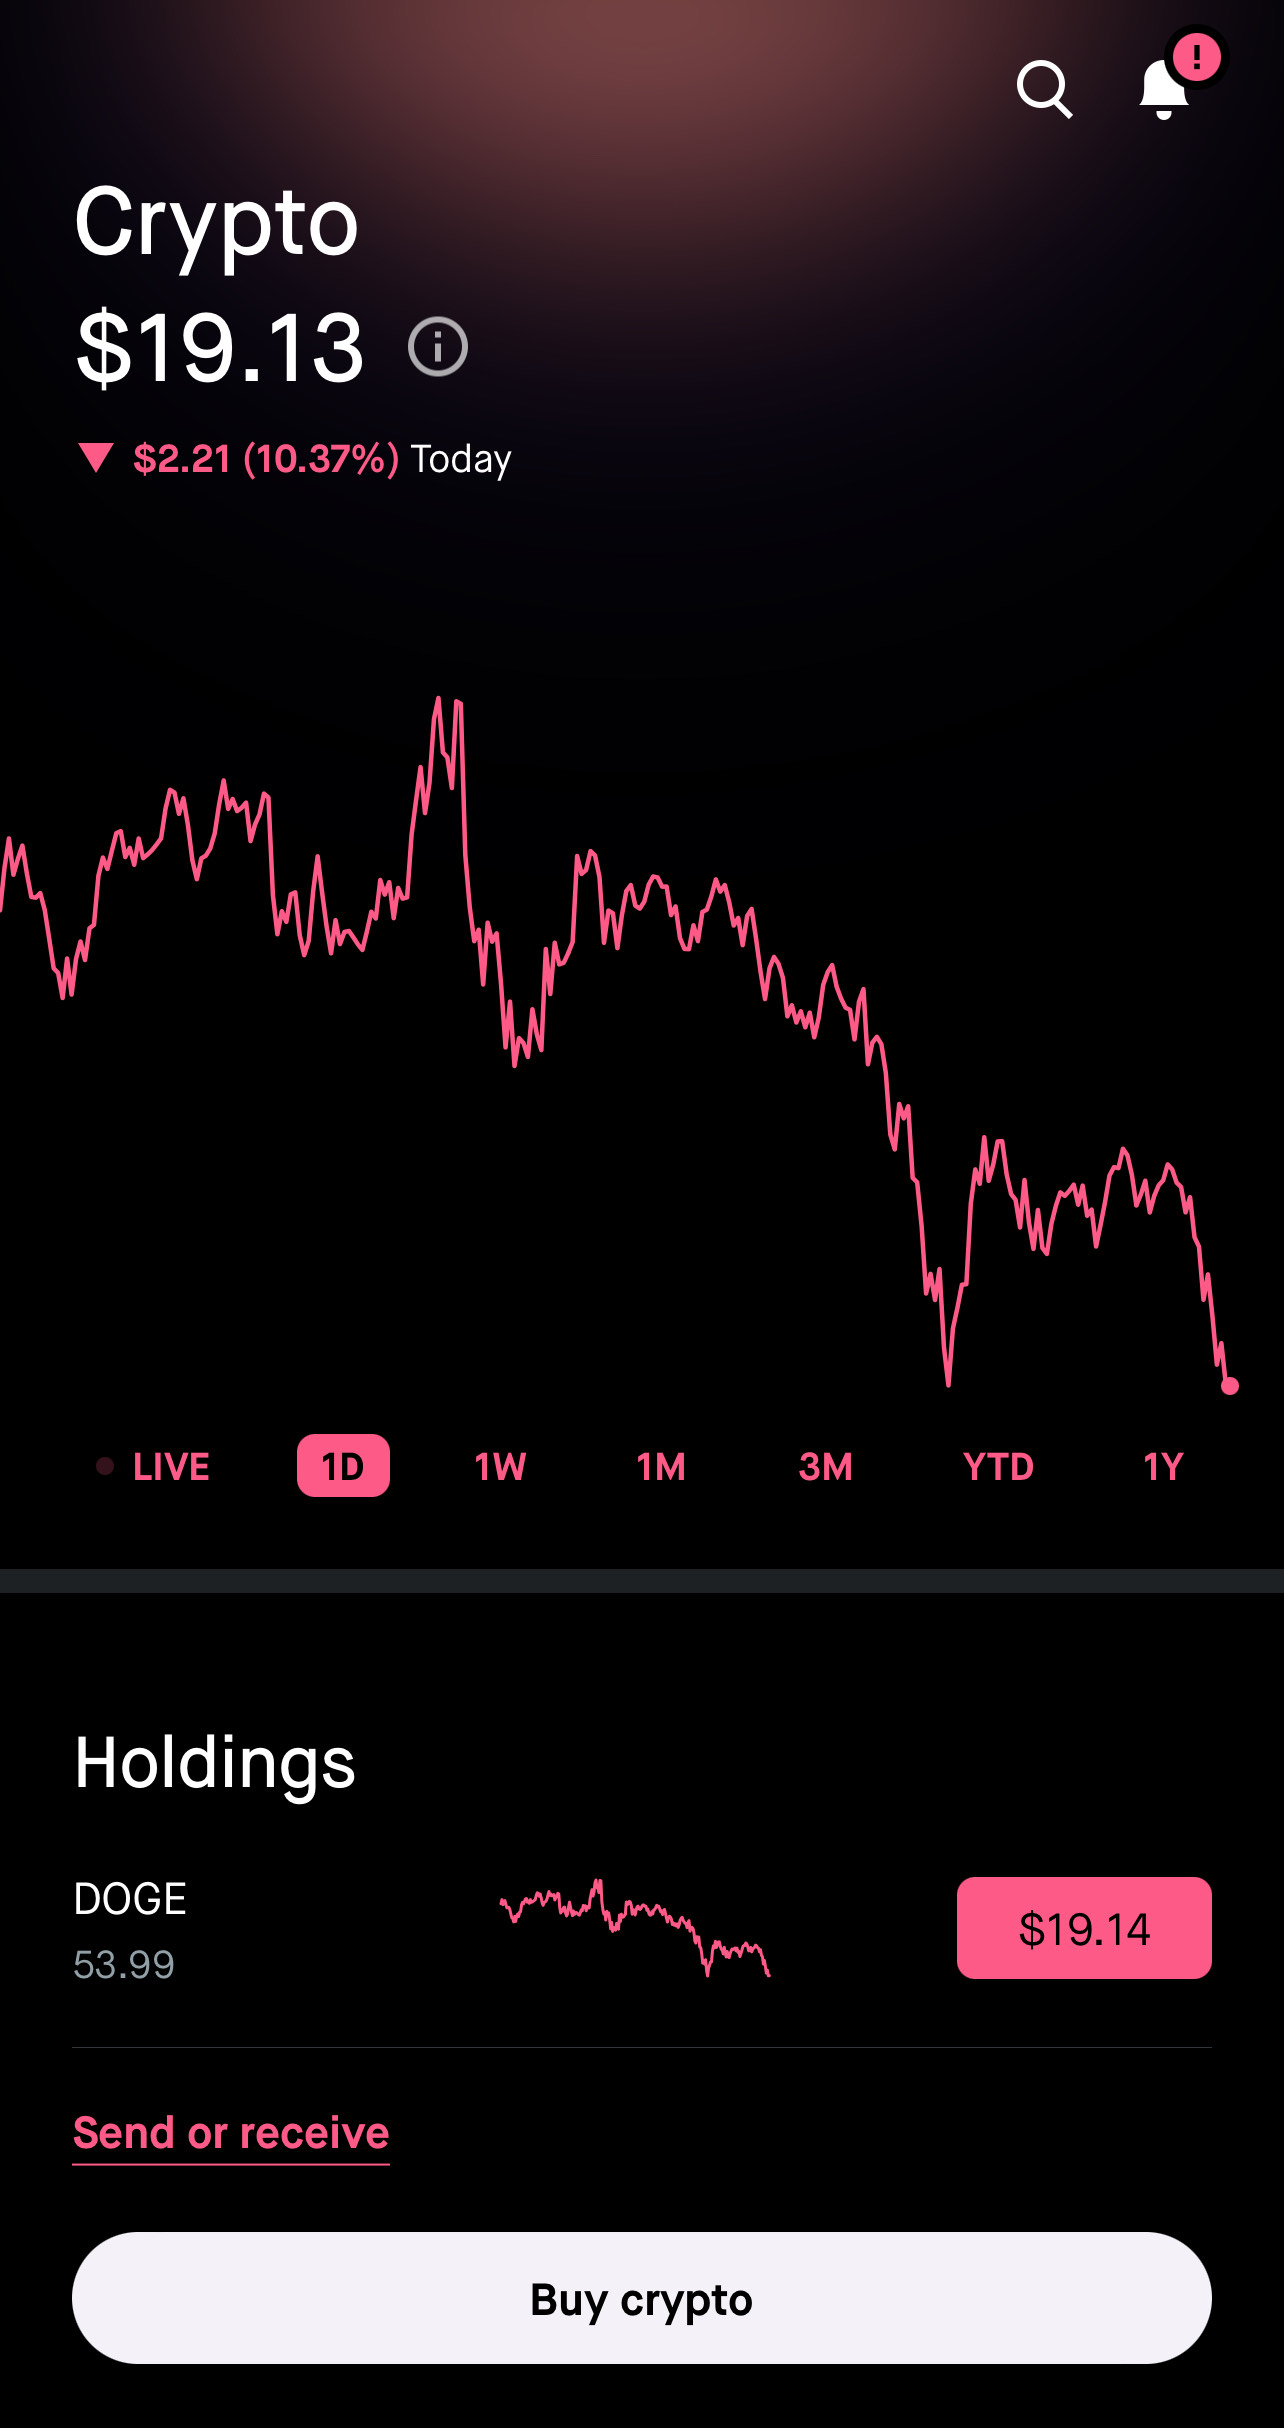 !
Crypto
$19.13
▼ $2.21 (10.37%) Today
LIVE 1D 1W 1M 3M YTD 1Y
Holdings
DOGE
53.99
$19.14
Send or receive
Buy crypto